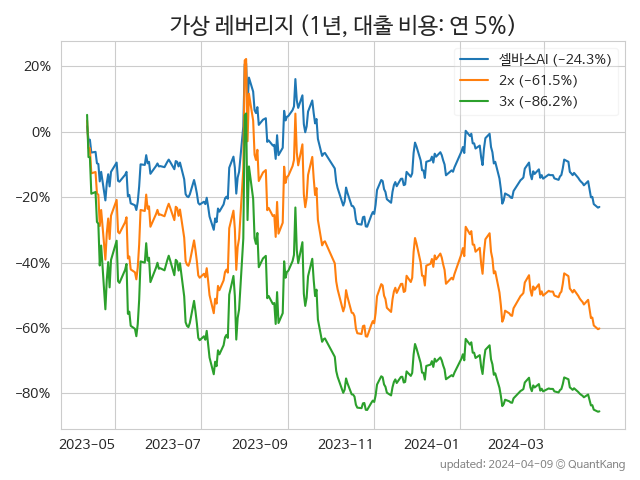 가상 레버리지 (1년, 대출 비용: 연 5%)
셀바스AI (−24.3%)
2x (−61.5%)
3x (−86.2%)
20%
0%
−20%
−40%
−60%
−80%
2023-05 2023-07 2023-09 2023-11 2024-01 2024-03
updated: 2024-04-09 © QuantKang